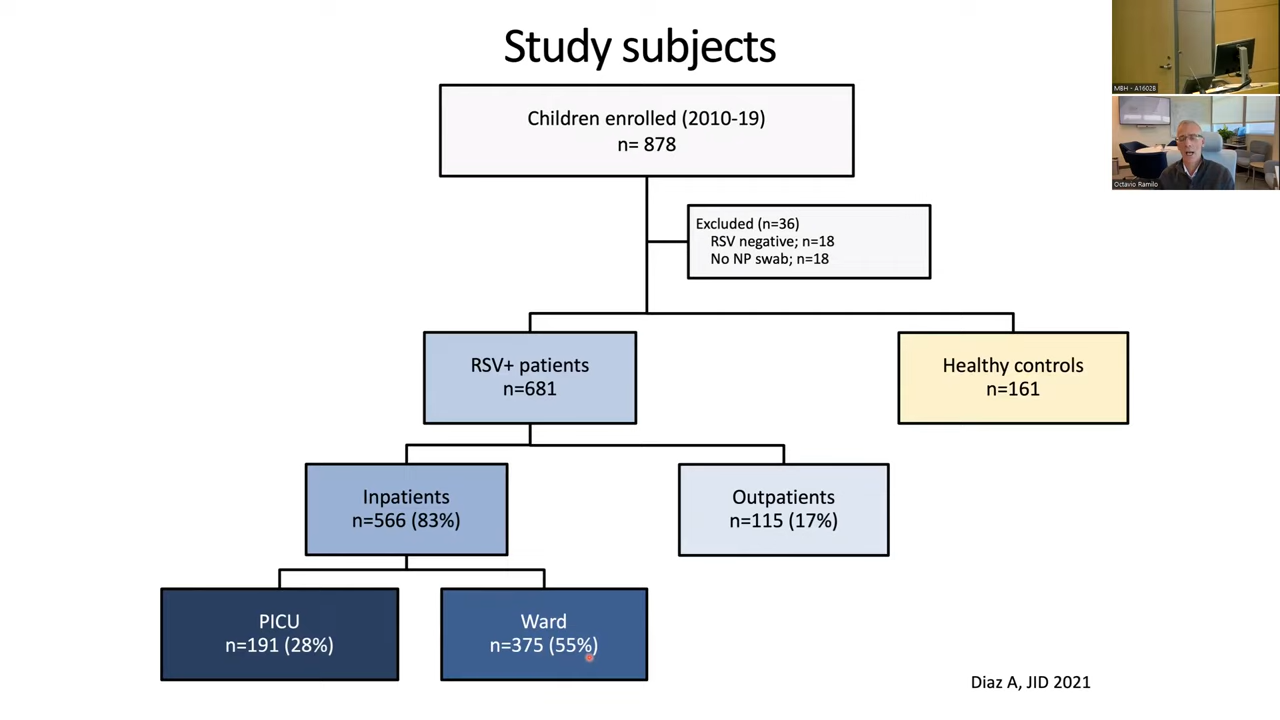 Study subjects
Children enrolled (2010-19)
n= 878
Excluded (n=36)
RSV negative; n=18
No NP swab; n=18
RSV+ patients
n=681
Healthy controls
n=161
Inpatients
n=566 (83%)
Outpatients
n=115 (17%)
PICU
n=191 (28%)
Ward
n=375 (55%)
Diaz A, JID 2021
MBH - A1602B
Octavio Ramilo